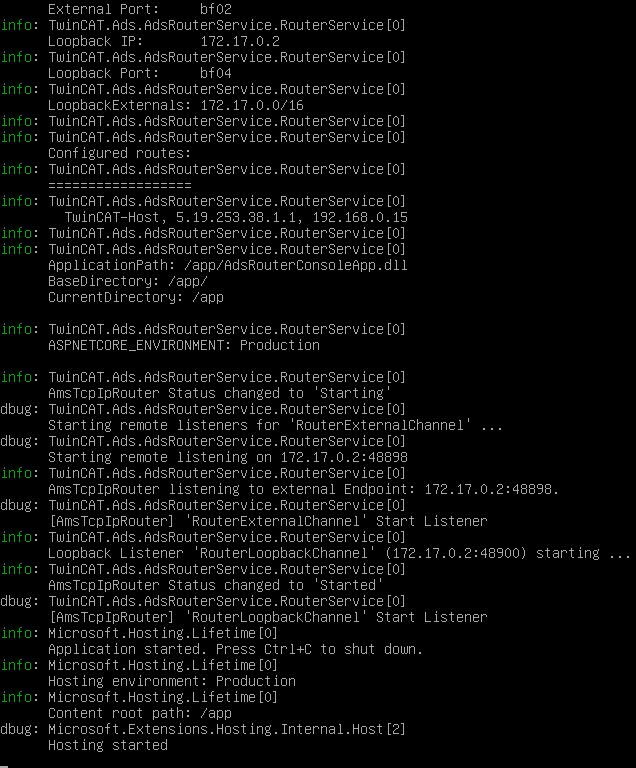 External Port:     bf02
info: TwinCAT.Ads.AdsRouterService.RouterService[0]
      Loopback IP:       172.17.0.2
info: TwinCAT.Ads.AdsRouterService.RouterService[0]
      Loopback Port:     bf04
info: TwinCAT.Ads.AdsRouterService.RouterService[0]
      LoopbackExternals: 172.17.0.0/16
info: TwinCAT.Ads.AdsRouterService.RouterService[0]
info: TwinCAT.Ads.AdsRouterService.RouterService[0]
      Configured routes:
info: TwinCAT.Ads.AdsRouterService.RouterService[0]
      ==================
info: TwinCAT.Ads.AdsRouterService.RouterService[0]
        TwinCAT-Host, 5.19.253.38.1.1, 192.168.0.15
info: TwinCAT.Ads.AdsRouterService.RouterService[0]
info: TwinCAT.Ads.AdsRouterService.RouterService[0]
      ApplicationPath: /app/AdsRouterConsoleApp.dll
      BaseDirectory: /app/
      CurrentDirectory: /app
info: TwinCAT.Ads.AdsRouterService.RouterService[0]
      ASPNETCORE_ENVIRONMENT: Production
info: TwinCAT.Ads.AdsRouterService.RouterService[0]
      AmsTcpIpRouter Status changed to 'Starting'
dbug: TwinCAT.Ads.AdsRouterService.RouterService[0]
      Starting remote listeners for 'RouterExternalChannel' ...
dbug: TwinCAT.Ads.AdsRouterService.RouterService[0]
      Starting remote listening on 172.17.0.2:48898
info: TwinCAT.Ads.AdsRouterService.RouterService[0]
      AmsTcpIpRouter listening to external Endpoint: 172.17.0.2:48898.
dbug: TwinCAT.Ads.AdsRouterService.RouterService[0]
      [AmsTcpIpRouter] 'RouterExternalChannel' Start Listener
info: TwinCAT.Ads.AdsRouterService.RouterService[0]
      Loopback Listener 'RouterLoopbackChannel' (172.17.0.2:48900) starting ...
info: TwinCAT.Ads.AdsRouterService.RouterService[0]
      AmsTcpIpRouter Status changed to 'Started'
dbug: TwinCAT.Ads.AdsRouterService.RouterService[0]
      [AmsTcpIpRouter] 'RouterLoopbackChannel' Start Listener
info: Microsoft.Hosting.Lifetime[0]
      Application started. Press Ctrl+C to shut down.
info: Microsoft.Hosting.Lifetime[0]
      Hosting environment: Production
info: Microsoft.Hosting.Lifetime[0]
      Content root path: /app
dbug: Microsoft.Extensions.Hosting.Internal.Host[2]
      Hosting started